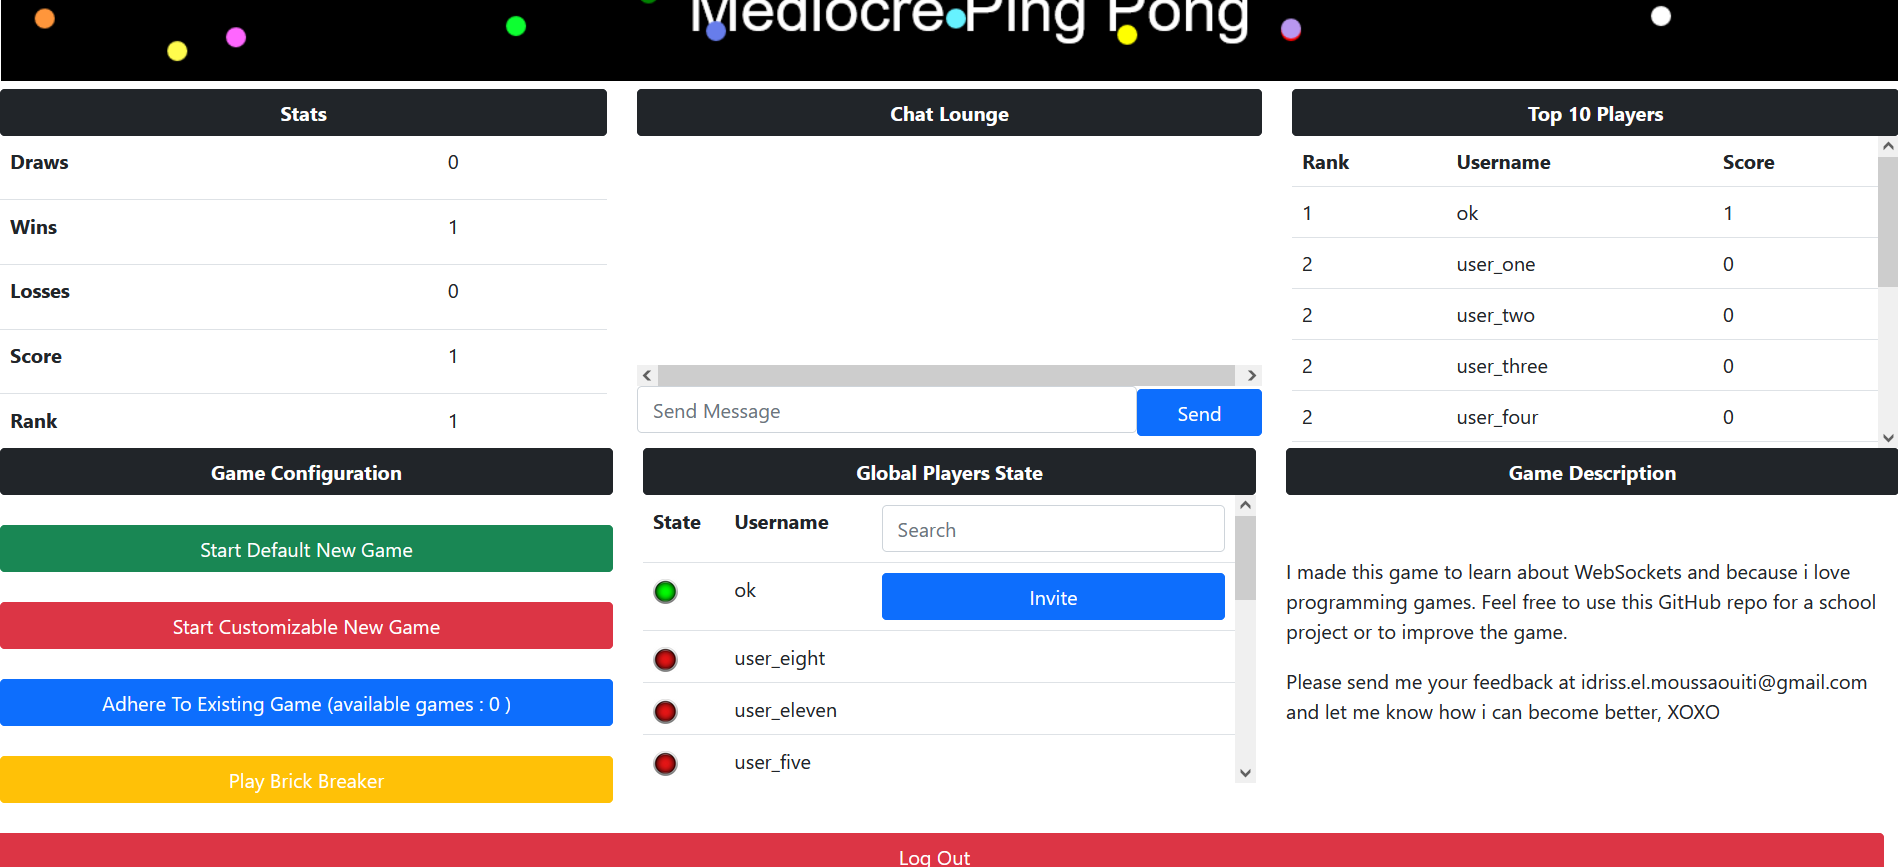 Mediocre Ping Pong
Stats
Draws 0
Wins 1
Losses 0
Score 1
Rank 1
Chat Lounge
Send Message
Send
Top 10 Players
Rank Username Score
1 ok 1
2 user_one 0
2 user_two 0
2 user_three 0
2 user_four 0
Game Configuration
Start Default New Game
Start Customizable New Game
Adhere To Existing Game (available games : 0 )
Play Brick Breaker
Global Players State
State Username Search
ok Invite
user_eight
user_eleven
user_five
Game Description
I made this game to learn about WebSockets and because i love
programming games. Feel free to use this GitHub repo for a school
project or to improve the game.
Please send me your feedback at idriss.el.moussaouiti@gmail.com
and let me know how i can become better, XOXO
Log Out